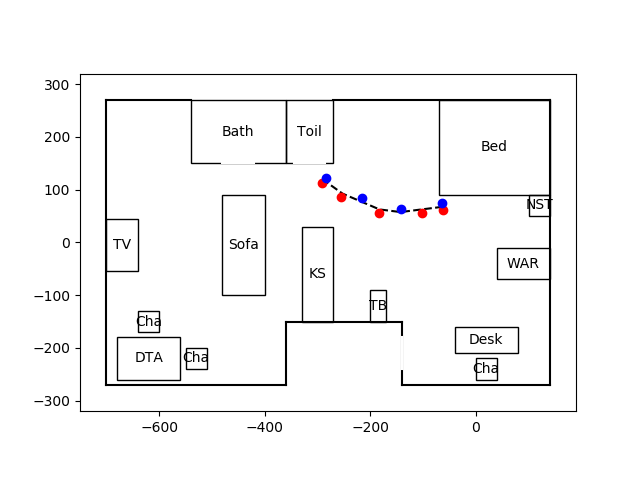 300
200
100
0
−100
−200
−300
Bath
Toil
Bed
NST
TV
Sofa
WAR
KS
TB
Cha
Desk
DTA
Cha
Cha
−600
−400
−200
0